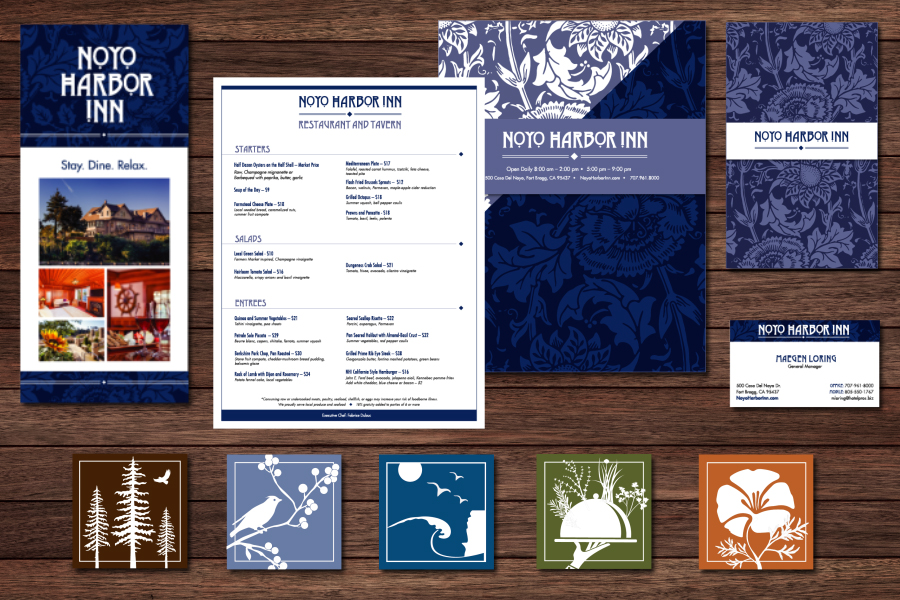 NOYO
HARBOR
INN
Stay. Dine. Relax.
NOYO HARBOR INN
RESTAURANT AND TAVERN
STARTERS
Half Dozen Oysters on the Half Shell – Market Price
Raw, Champagne mignonette or
Barbequed with paprika, butter, garlic
Soup of the Day – $9
Farmstead Cheese Plate – $18
Local seeded bread, caramelized nuts,
summer fruit compote
Mediterranean Plate – $17
Falafel, roasted carrot hummus, tzatziki, feta cheese,
toasted pita
Flash Fried Brussels Sprouts – $12
Bacon, walnuts, Parmesan, maple-apple cider reduction
Grilled Octopus – $18
Summer squash, bell pepper coulis
Prawns and Panzetta – $18
Tomato, basil, leeks, polenta
SALADS
Local Green Salad – $10
Farmers Market inspired, Champagne vinaigrette
Heirloom Tomato Salad – $16
Mozzarella, crispy onions and basil vinaigrette
Dungeness Crab Salad – $21
Tomato, frisee, avocado, cilantro vinaigrette
ENTREES
Quinoa and Summer Vegetables – $21
Tahini vinaigrette, pea shoots
Petrale Sole Piccata – $29
Beurre blanc, capers, shiitake, tomato, summer squash
Berkshire Pork Chop, Pan Roasted – $30
Stone fruit compote, cheddar-mushroom bread pudding,
balsamic glaze
Rack of Lamb with Dijon and Rosemary – $34
Potato fennel cake, local vegetables
Seared Scallop Risotto – $32
Porcini, asparagus, Parmesan
Pan Seared Halibut with Almond-Basil Crust – $32
Summer vegetables, red pepper coulis
Grilled Prime Rib Eye Steak – $38
Gorgonzola butter, fontina mashed potatoes, green beans
NHI California Style Hamburger – $16
John E. Ford beef, avocado, jalapeno aioli, Kennebec pomme frites
Add white cheddar, blue cheese or bacon – $2
*Consuming raw or undercooked meats, poultry, seafood, shellfish, or eggs may increase your risk of foodborne illness.
We proudly serve local produce and seafood ◆ 18% gratuity added to parties of 6 or more
Executive Chef: Fabrice Dubuc
NOYO HARBOR INN
Open Daily 8:00 am – 2:00 pm • 5:00 pm – 9:00 pm
500 Casa Del Noyo, Fort Bragg, CA 95437 • NoyoHarborInn.com • 707.961.8000
NOYO HARBOR INN
NOYO HARBOR INN
MAEGEN LORING
General Manager
500 Casa Del Noyo Dr.
Fort Bragg, CA 95437
NoyoHarborInn.com
OFFICE: 707-961-8000
MOBILE: 805-350-1767
mloring@hotelpros.biz